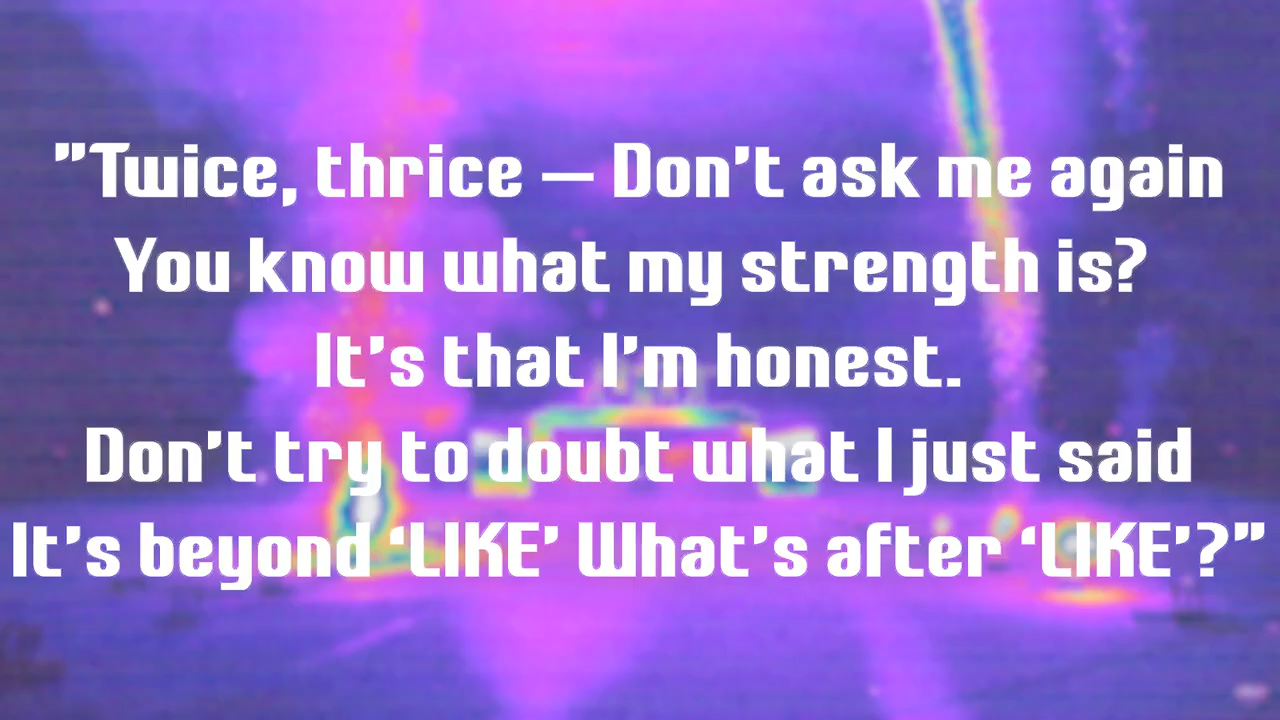 ”Twice, thrice — Don’t ask me again
You know what my strength is?
It’s that I’m honest.
Don’t try to doubt what I just said
It’s beyond ‘LIKE’ What’s after ‘LIKE’?”